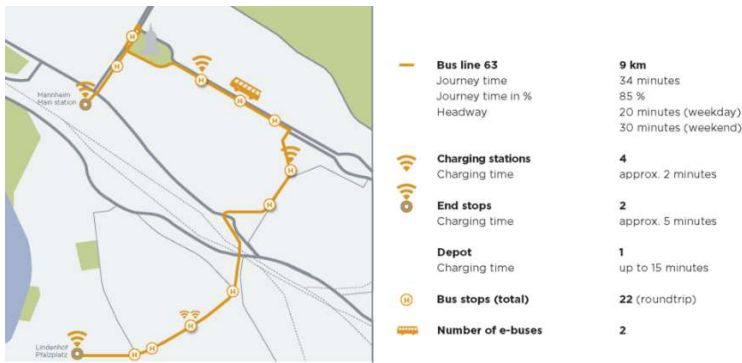 Mannheim
Main station
H
H
H
H
H
H
H
H
H
H
H
Lindenhof
Pfalzplatz
Bus line 63 9 km
Journey time 34 minutes
Journey time in % 85 %
Headway 20 minutes (weekday)
30 minutes (weekend)
Charging stations 4
Charging time approx. 2 minutes
End stops 2
Charging time approx. 5 minutes
Depot 1
Charging time up to 15 minutes
H Bus stops (total) 22 (roundtrip)
Number of e-buses 2